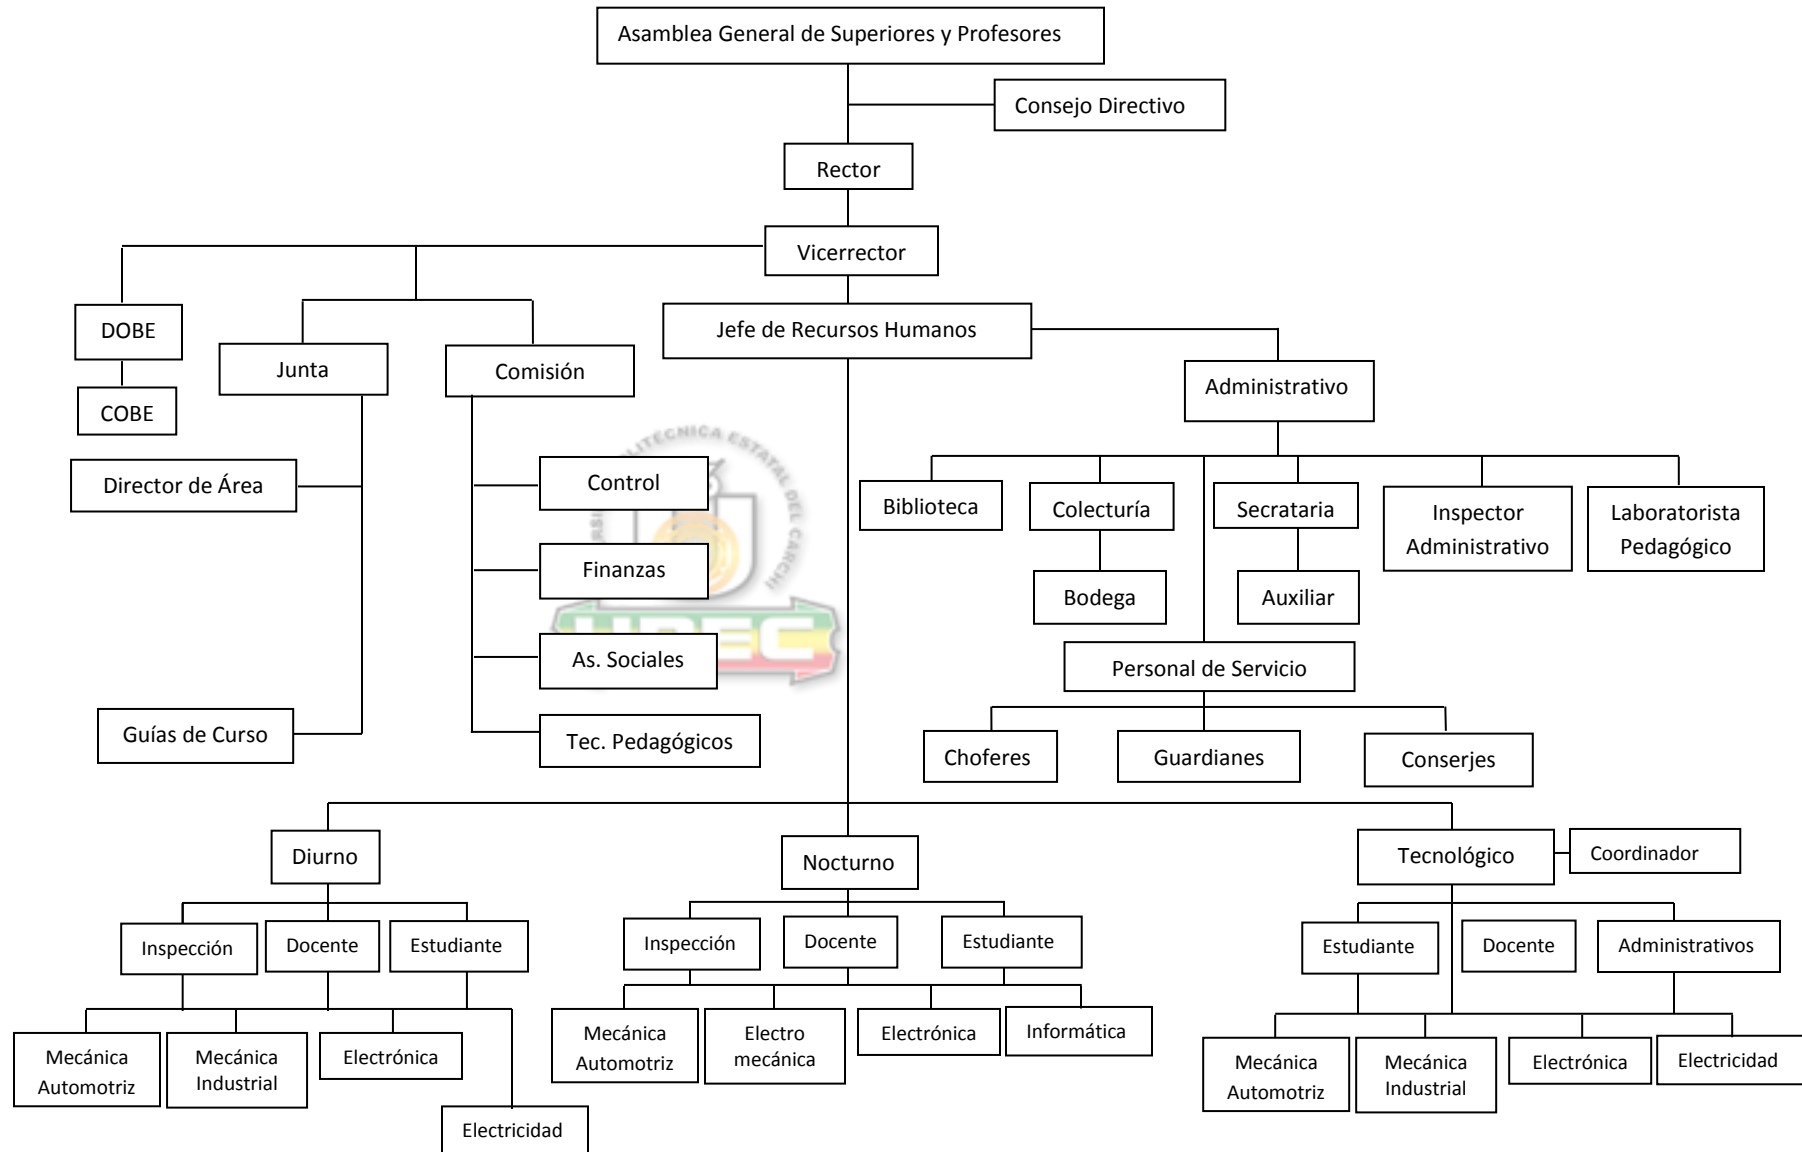 Asamblea General de Superiores y Profesores
Consejo Directivo
Rector
Vicerrector
DOBE
Jefe de Recursos Humanos
Junta
Comisión
Administrativo
COBE
Director de Área
Control
Biblioteca
Colecturía
Secrataria
Inspector
Administrativo
Laboratorista
Pedagógico
Finanzas
Bodega
Auxiliar
As. Sociales
Personal de Servicio
Guías de Curso
Tec. Pedagógicos
Choferes
Guardianes
Conserjes
Diurno
Nocturno
Tecnológico
Coordinador
Inspección
Docente
Estudiante
Inspección
Docente
Estudiante
Estudiante
Docente
Administrativos
Mecánica
Automotriz
Mecánica
Industrial
Electrónica
Electricidad
Mecánica
Automotriz
Electro
mecánica
Electrónica
Informática
Mecánica
Automotriz
Mecánica
Industrial
Electrónica
Electricidad
ESTATAL DEL CARCHI